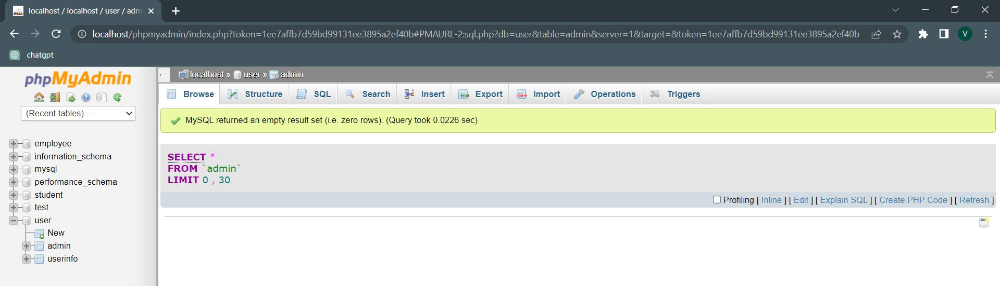 localhost / localhost / user / adm
localhost/phpmyadmin/index.php?token=1ee7affb7d59bd99131ee3895a2ef40b#PMAURL-2:sql.php?db=user&table=admin&server=1&target=&token=1ee7affb7d59bd99131ee3895a2ef40b
V
chatgpt
phpMyAdmin
(Recent tables) ...
employee
information_schema
mysql
performance_schema
student
test
user
New
admin
userinfo
localhost » user » admin
Browse Structure SQL Search Insert Export Import Operations Triggers
MySQL returned an empty result set (i.e. zero rows). (Query took 0.0226 sec)
SELECT *
FROM `admin`
LIMIT 0 , 30
Profiling [ Inline ] [ Edit ] [ Explain SQL ] [ Create PHP Code ] [ Refresh ]